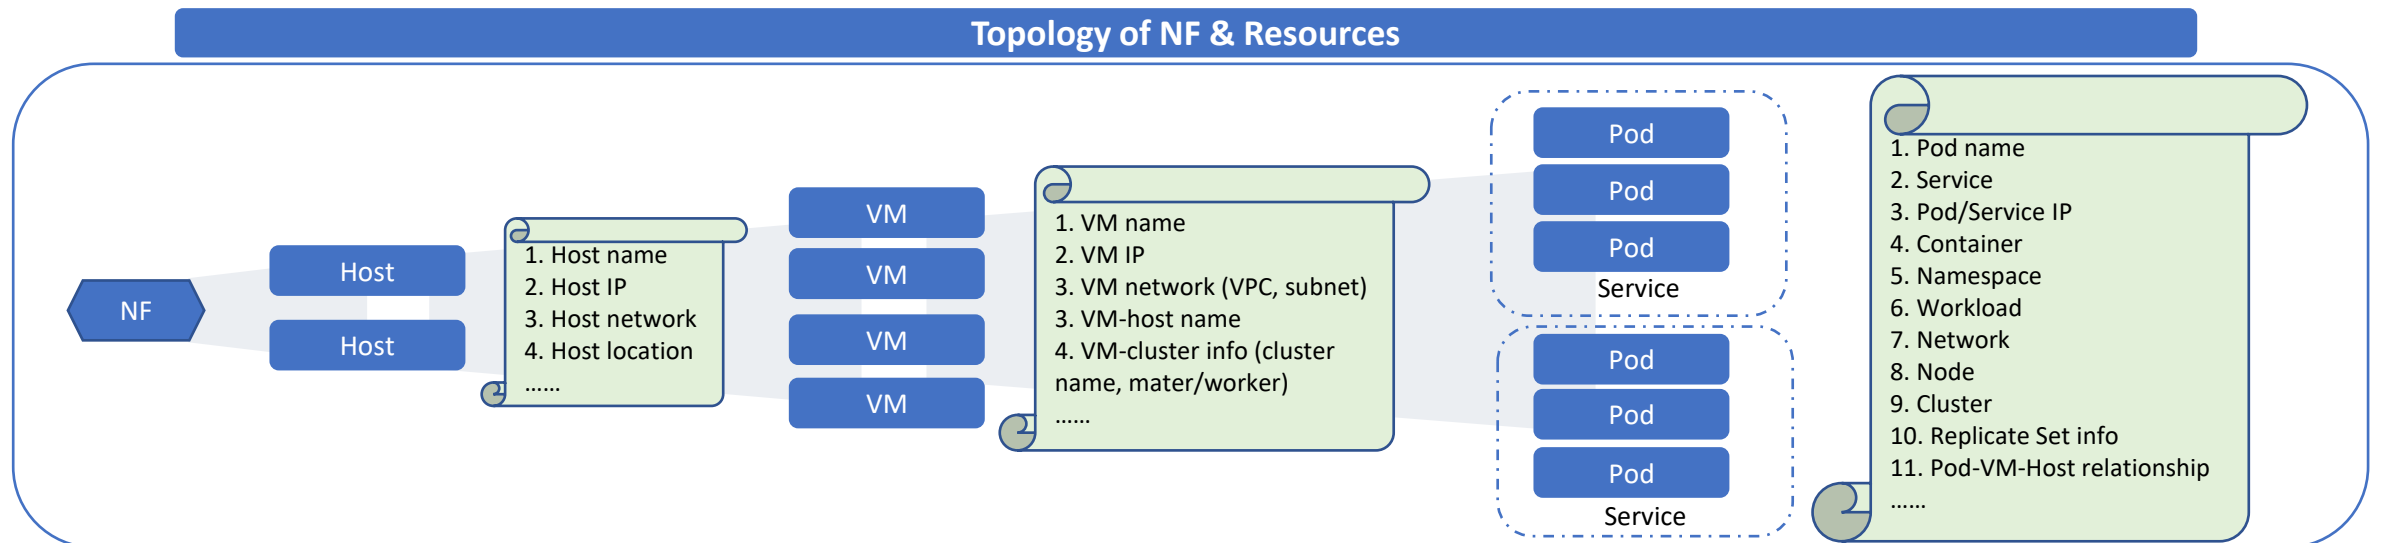 Topology of NF & Resources
NF
Host
Host
1. Host name
2. Host IP
3. Host network
4. Host location
......
VM
VM
VM
VM
1. VM name
2. VM IP
3. VM network (VPC, subnet)
3. VM-host name
4. VM-cluster info (cluster
name, mater/worker)
......
Pod
Pod
Pod
Service
Pod
Pod
Pod
Service
1. Pod name
2. Service
3. Pod/Service IP
4. Container
5. Namespace
6. Workload
7. Network
8. Node
9. Cluster
10. Replicate Set info
11. Pod-VM-Host relationship
......